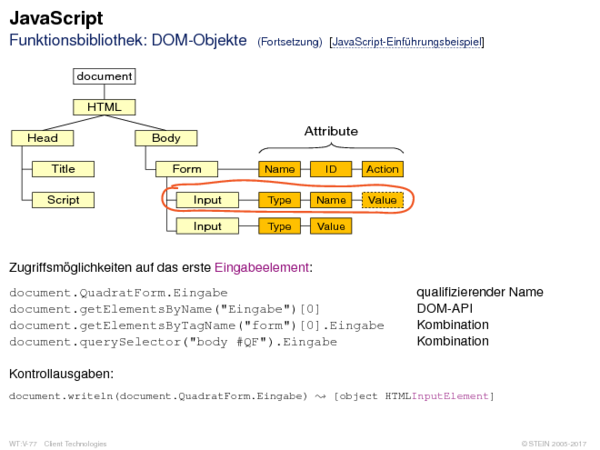 JavaScript
Funktionsbibliothek: DOM-Objekte (Fortsetzung) [JavaScript-Einführungsbeispiel]
document
HTML
Attribute
Head Body
Title Form Name ID Action
Script Input Type Name Value
Input Type Value
Zugriffsmöglichkeiten auf das erste Eingabeelement:
document.QuadratForm.Eingabe qualifizierender Name
document.getElementsByName("Eingabe")[0] DOM-API
document.getElementsByTagName("form")[0].Eingabe Kombination
document.querySelector("body #QF").Eingabe Kombination
Kontrollausgaben:
document.writeln(document.QuadratForm.Eingabe) ⤳ [object HTMLInputElement]
WT:V-77 Client Technologies © STEIN 2005-2017